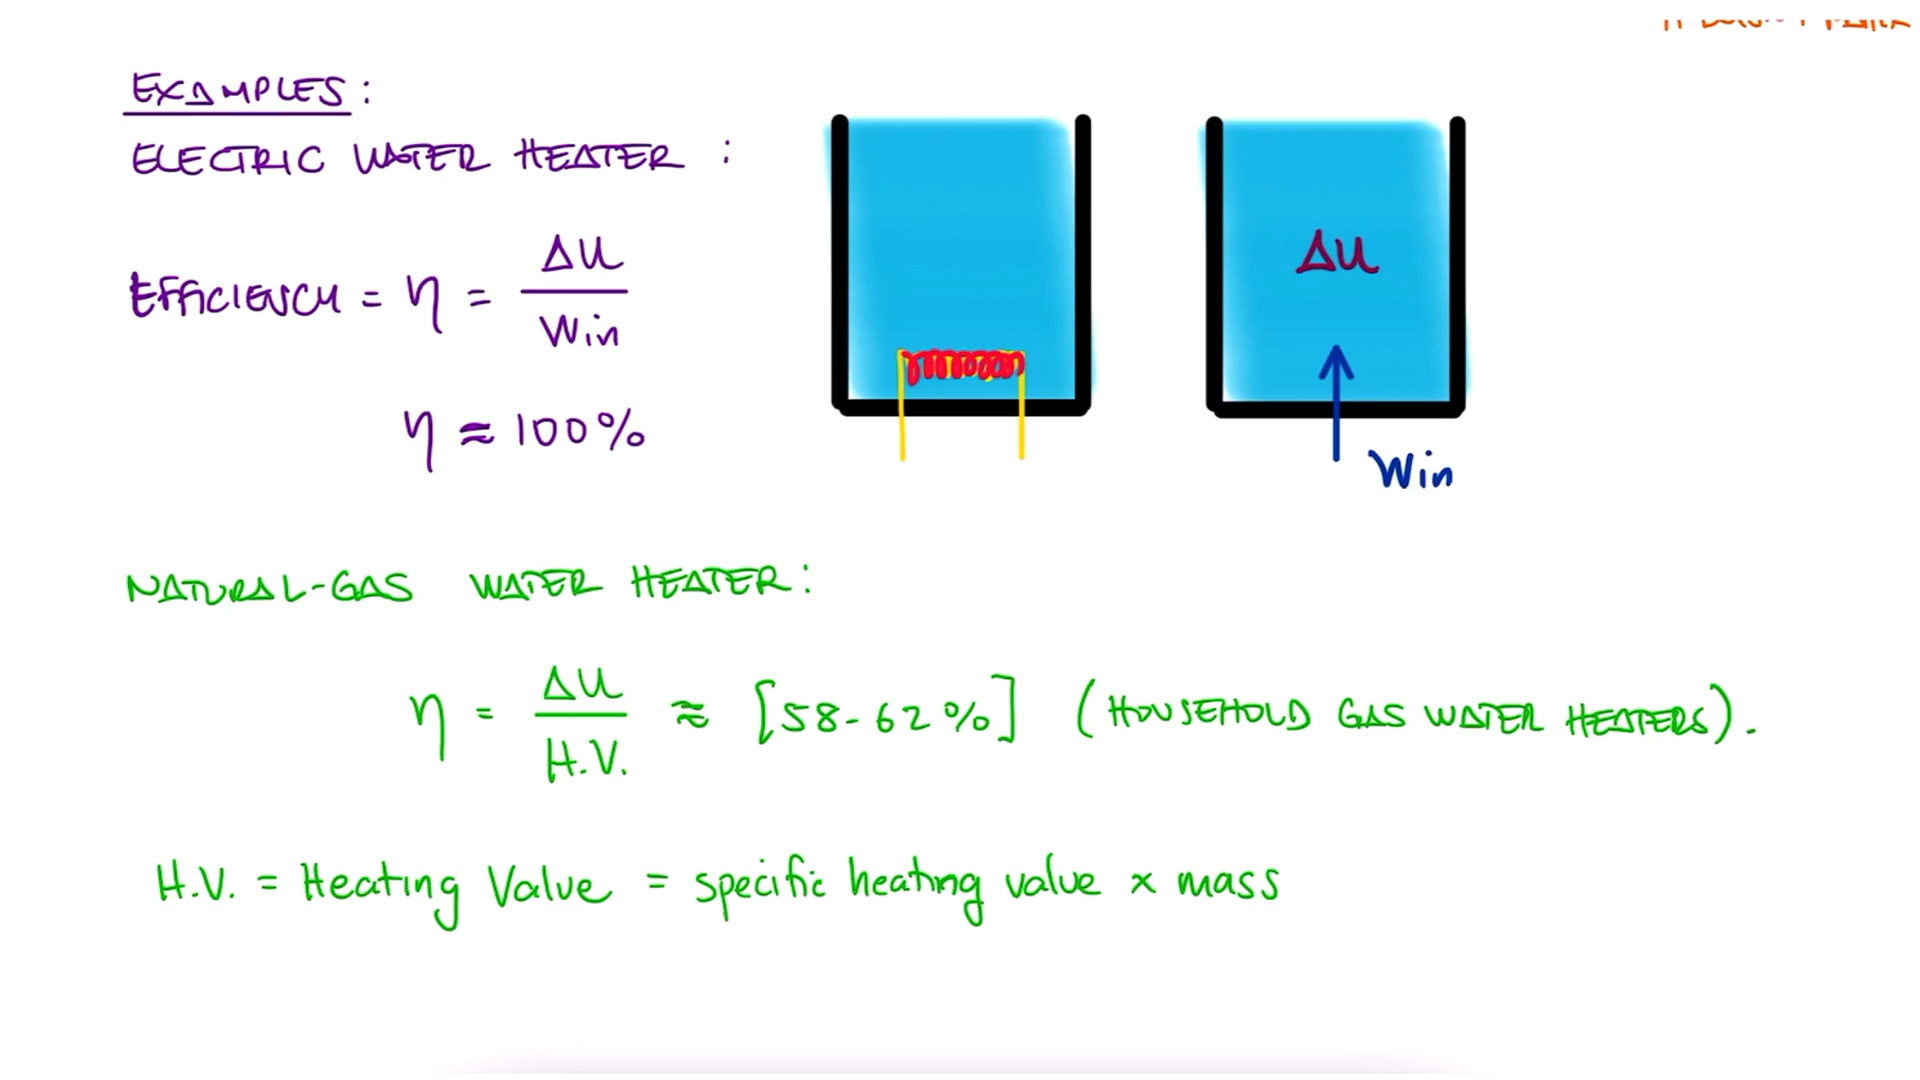 EXAMPLES:
ELECTRIC WATER HEATER :
EFFICIENCY = η = ΔU / Win
η ≈ 100%
ΔU
Win
NATURAL-GAS WATER HEATER:
η = ΔU / H.V. ≈ [58-62%] (HOUSEHOLD GAS WATER HEATERS).
H.V. = Heating Value = specific heating value x mass